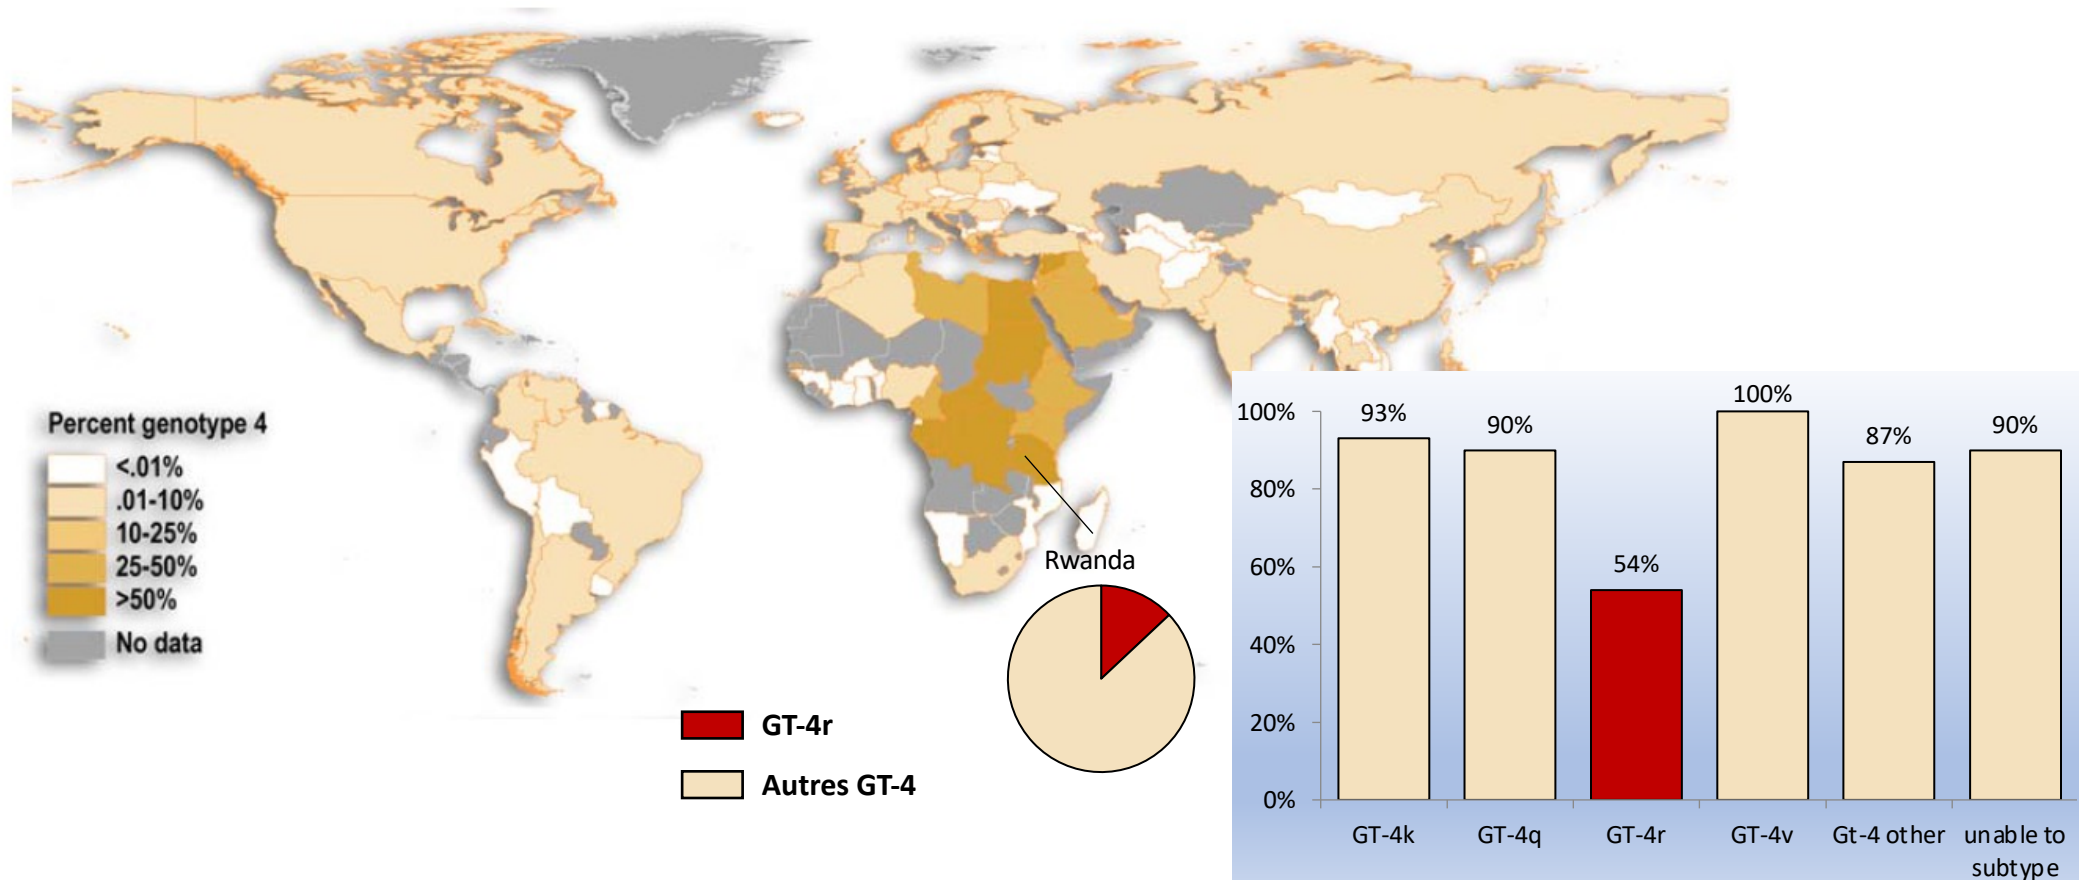 Percent genotype 4
<.01%
.01-10%
10-25%
25-50%
>50%
No data
Rwanda
GT-4r
Autres GT-4
100%
80%
60%
40%
20%
0%
93%
90%
54%
100%
87%
90%
GT-4k
GT-4q
GT-4r
GT-4v
Gt-4 other
unable to
subtype